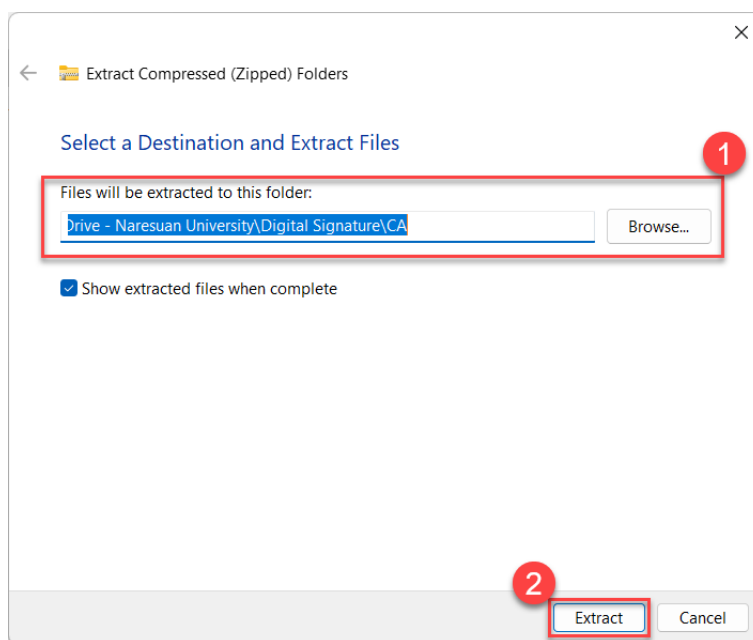 Extract Compressed (Zipped) Folders
Select a Destination and Extract Files
1
Files will be extracted to this folder:
Drive - Naresuan University\Digital Signature\CA
Browse...
Show extracted files when complete
2
Extract
Cancel